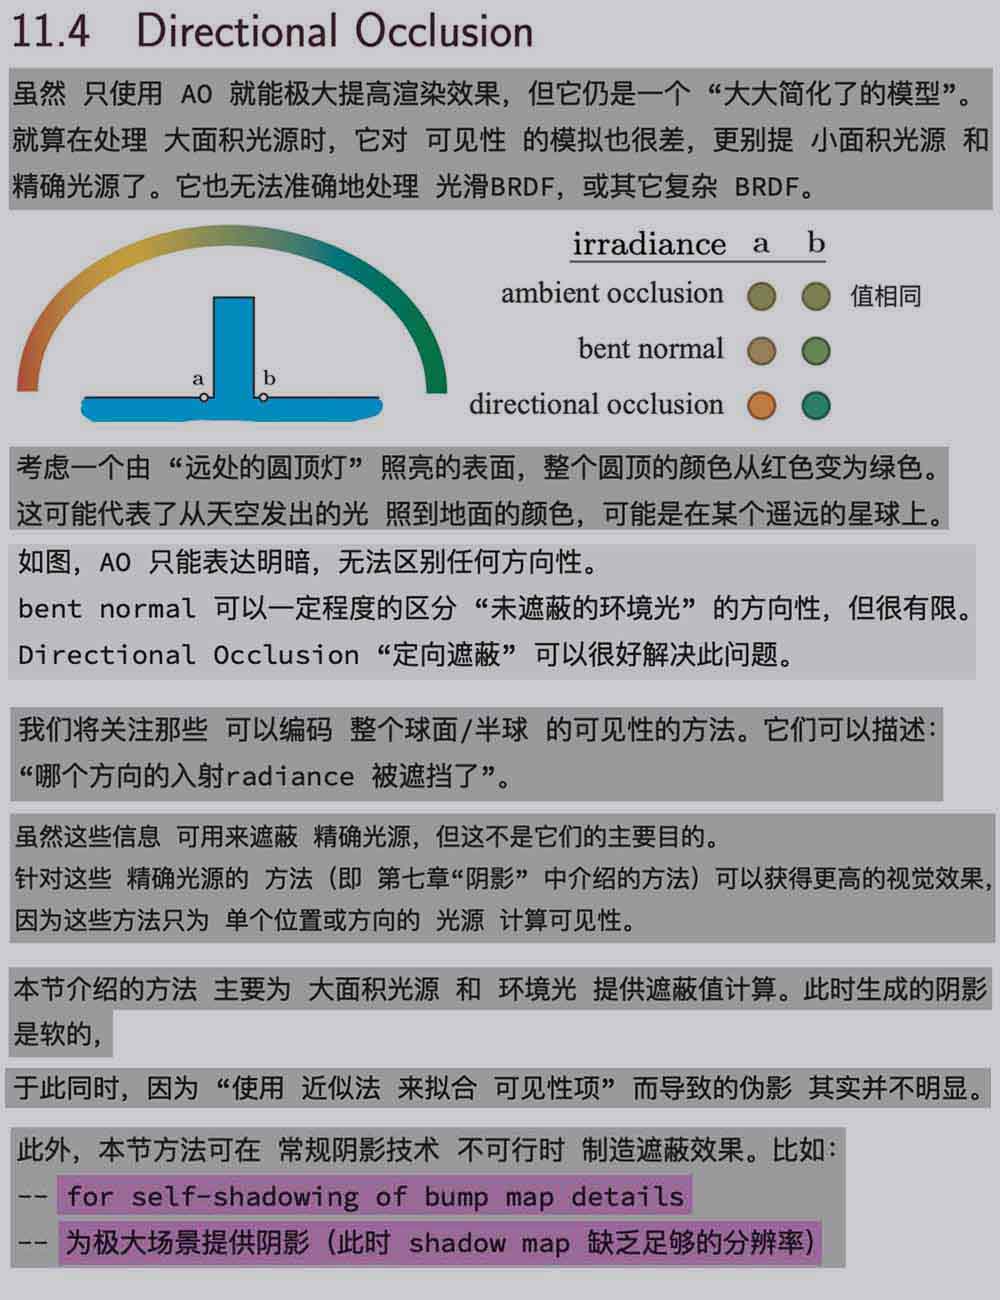 11.4 Directional Occlusion
虽然 只使用 AO 就能极大提高渲染效果，但它仍是一个 “大大简化了的模型”。
就算在处理 大面积光源时，它对 可见性 的模拟也很差，更别提 小面积光源 和
精确光源了。它也无法准确地处理 光滑BRDF，或其它复杂 BRDF。
irradiance a b
ambient occlusion 值相同
bent normal
directional occlusion
a b
考虑一个由 “远处的圆顶灯” 照亮的表面，整个圆顶的颜色从红色变为绿色。
这可能代表了从天空发出的光 照到地面的颜色，可能是在某个遥远的星球上。
如图，AO 只能表达明暗，无法区别任何方向性。
bent normal 可以一定程度的区分 “未遮蔽的环境光” 的方向性，但很有限。
Directional Occlusion “定向遮蔽” 可以很好解决此问题。
我们将关注那些 可以编码 整个球面/半球 的可见性的方法。它们可以描述：
“哪个方向的入射radiance 被遮挡了”。
虽然这些信息 可用来遮蔽 精确光源，但这不是它们的主要目的。
针对这些 精确光源的 方法（即 第七章“阴影” 中介绍的方法）可以获得更高的视觉效果，
因为这些方法只为 单个位置或方向的 光源 计算可见性。
本节介绍的方法 主要为 大面积光源 和 环境光 提供遮蔽值计算。此时生成的阴影
是软的，
于此同时，因为 “使用 近似法 来拟合 可见性项” 而导致的伪影 其实并不明显。
此外，本节方法可在 常规阴影技术 不可行时 制造遮蔽效果。比如：
-- for self-shadowing of bump map details
-- 为极大场景提供阴影（此时 shadow map 缺乏足够的分辨率）